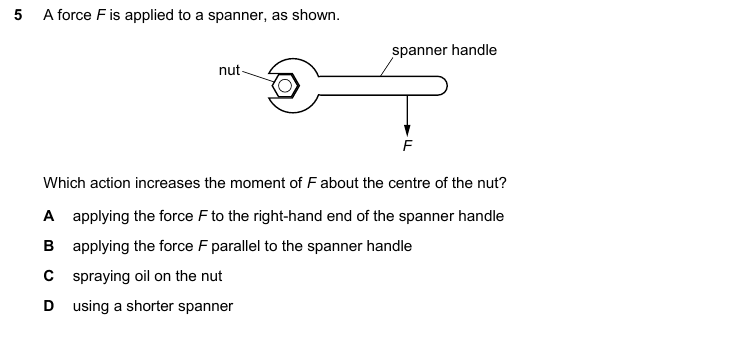 5 A force F is applied to a spanner, as shown.
spanner handle
nut
F
Which action increases the moment of F about the centre of the nut?
A applying the force F to the right-hand end of the spanner handle
B applying the force F parallel to the spanner handle
C spraying oil on the nut
D using a shorter spanner